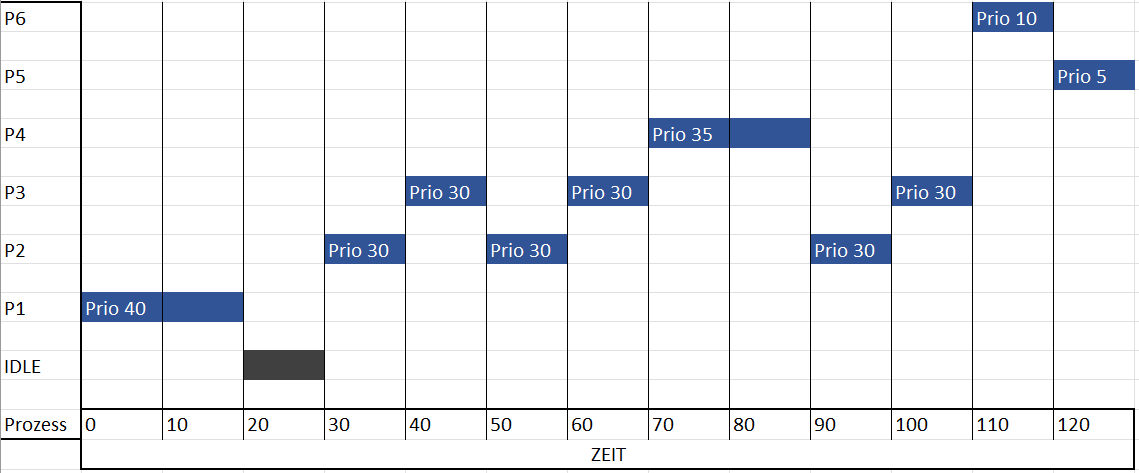 P6 Prio 10
P5 Prio 5
P4 Prio 35
P3 Prio 30 Prio 30 Prio 30
P2 Prio 30 Prio 30 Prio 30
P1 Prio 40
IDLE
Prozess 0 10 20 30 40 50 60 70 80 90 100 110 120
ZEIT